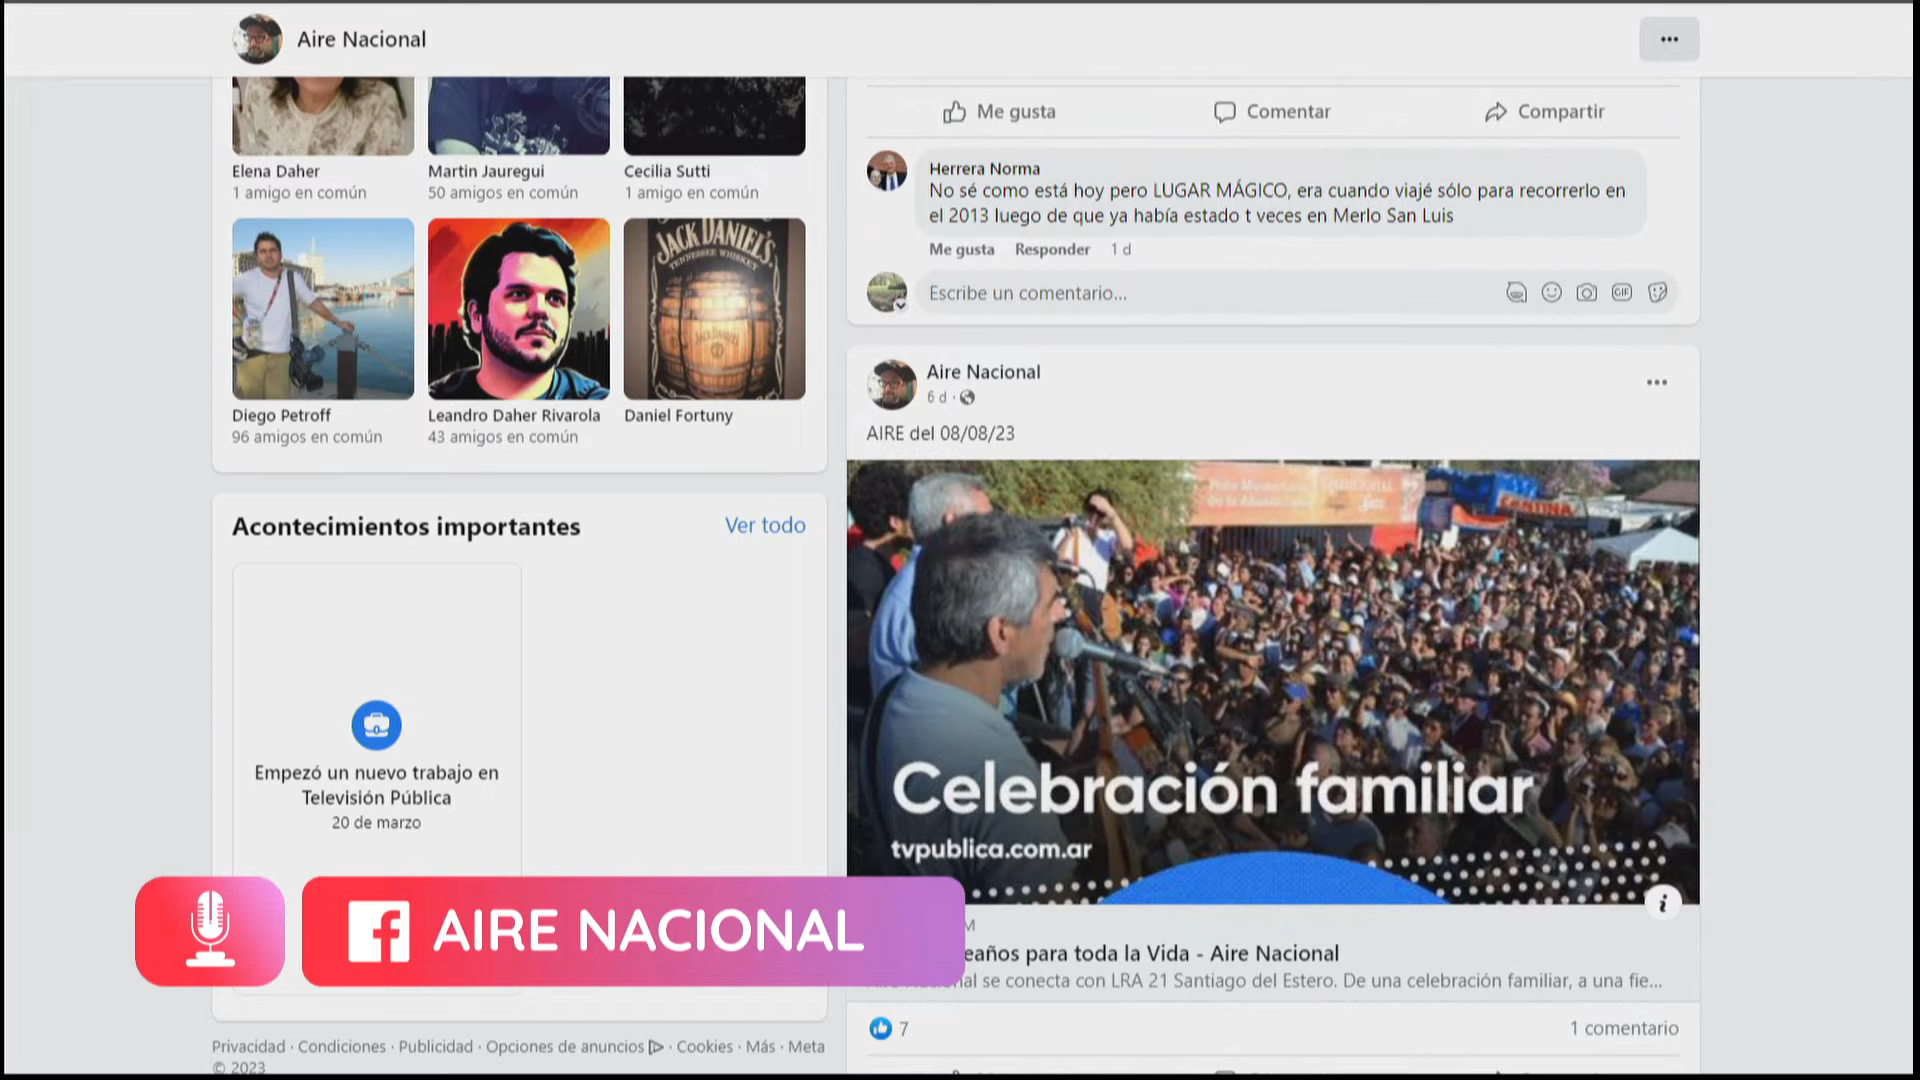 Aire Nacional
Elena Daher
1 amigo en común
Martin Jauregui
50 amigos en común
Cecilia Sutti
1 amigo en común
JACK DANIEL'S
TENNESSEE WHISKEY
Diego Petroff
96 amigos en común
Leandro Daher Rivarola
43 amigos en común
Daniel Fortuny
Acontecimientos importantes
Ver todo
Empezó un nuevo trabajo en
Televisión Pública
20 de marzo
Privacidad · Condiciones · Publicidad · Opciones de anuncios · Cookies · Más · Meta
© 2023
Me gusta
Comentar
Compartir
Herrera Norma
No sé como está hoy pero LUGAR MÁGICO, era cuando viajé sólo para recorrerlo en
el 2013 luego de que ya había estado t veces en Merlo San Luis
Me gusta Responder 1 d
Escribe un comentario...
GIF
Aire Nacional
6 d ·
AIRE del 08/08/23
CANTINA
Celebración familiar
tvpublica.com.ar
M
eaños para toda la Vida - Aire Nacional
nal se conecta con LRA 21 Santiago del Estero. De una celebración familiar, a una fie...
7
1 comentario
AIRE NACIONAL